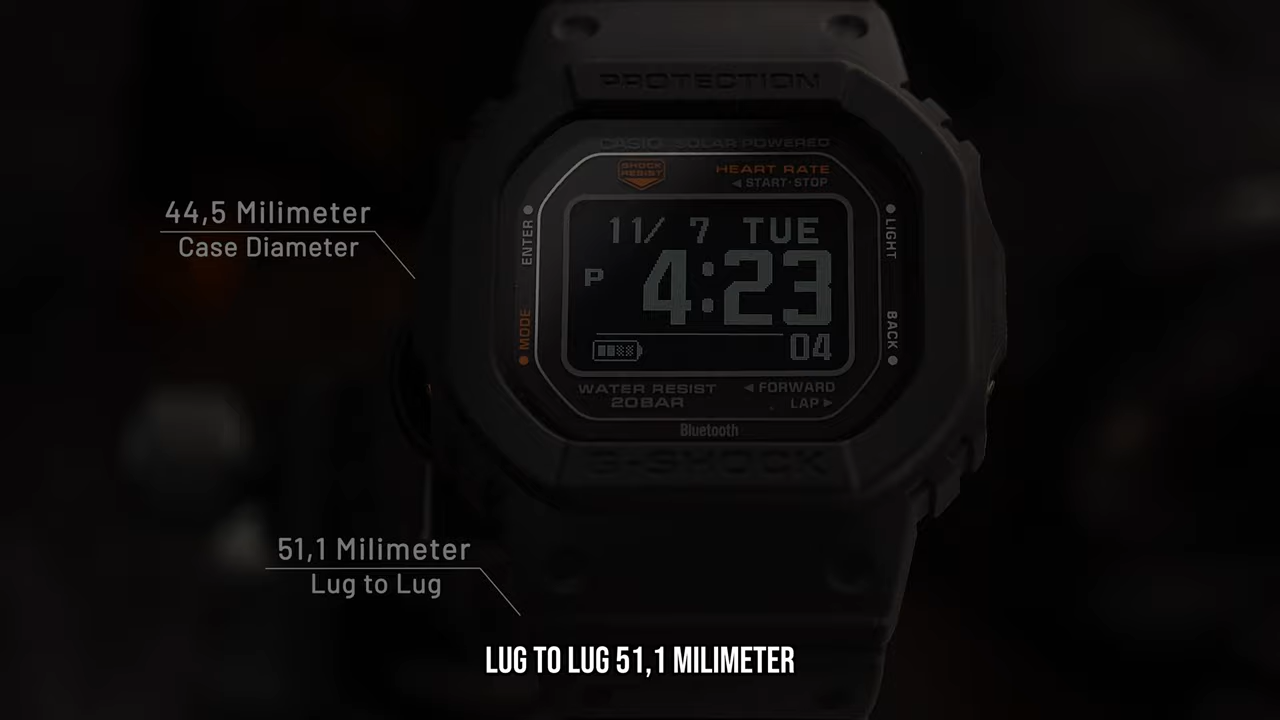 PROTECTION
CASIO SOLAR POWERED
SHOCK
RESIST
HEART RATE
◀ START·STOP
44,5 Milimeter
Case Diameter
ENTER
LIGHT
11/ 7 TUE
P 4:23
04
MODE
BACK
WATER RESIST
20BAR
◀ FORWARD
LAP ▶
Bluetooth
G-SHOCK
51,1 Milimeter
Lug to Lug
LUG TO LUG 51,1 MILIMETER